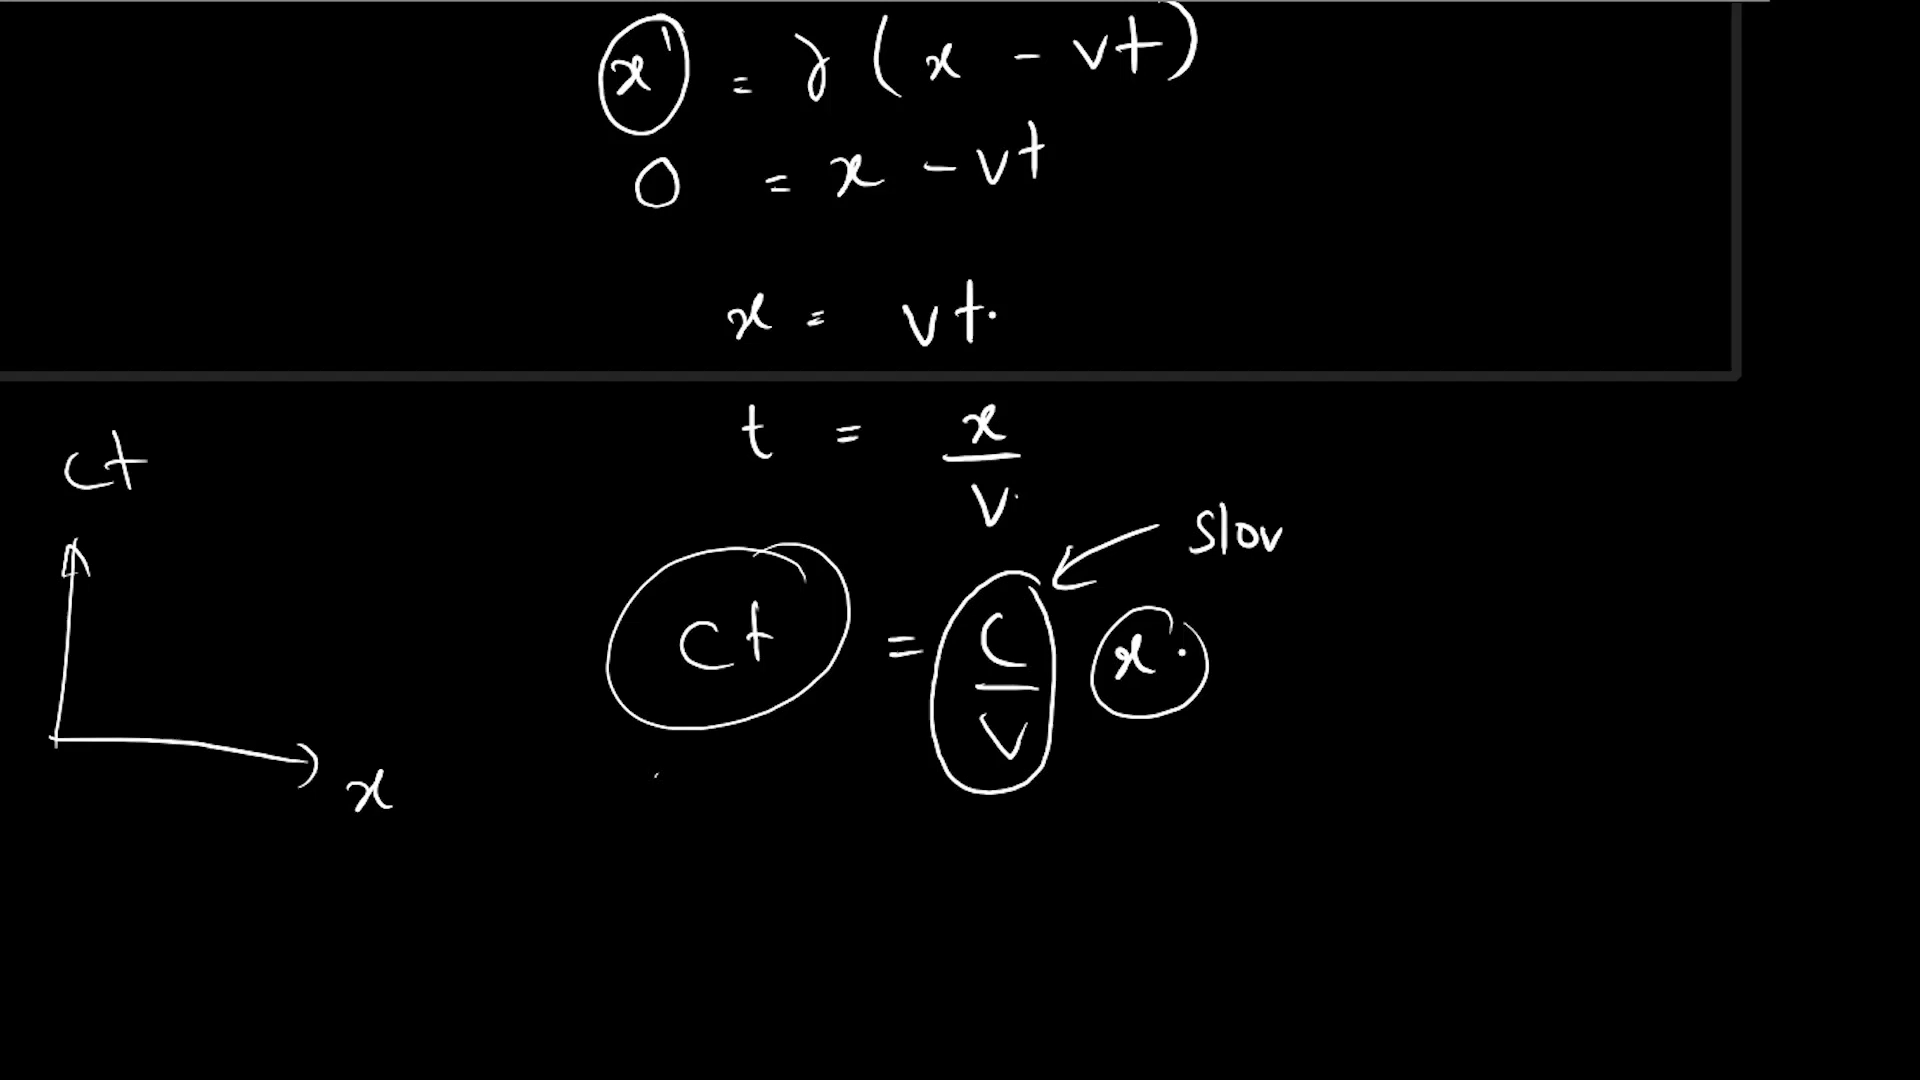 x' = γ (x - vt)
0 = x - vt
x = vt.
t = x/v
ct
slov
ct = c/v x.
x